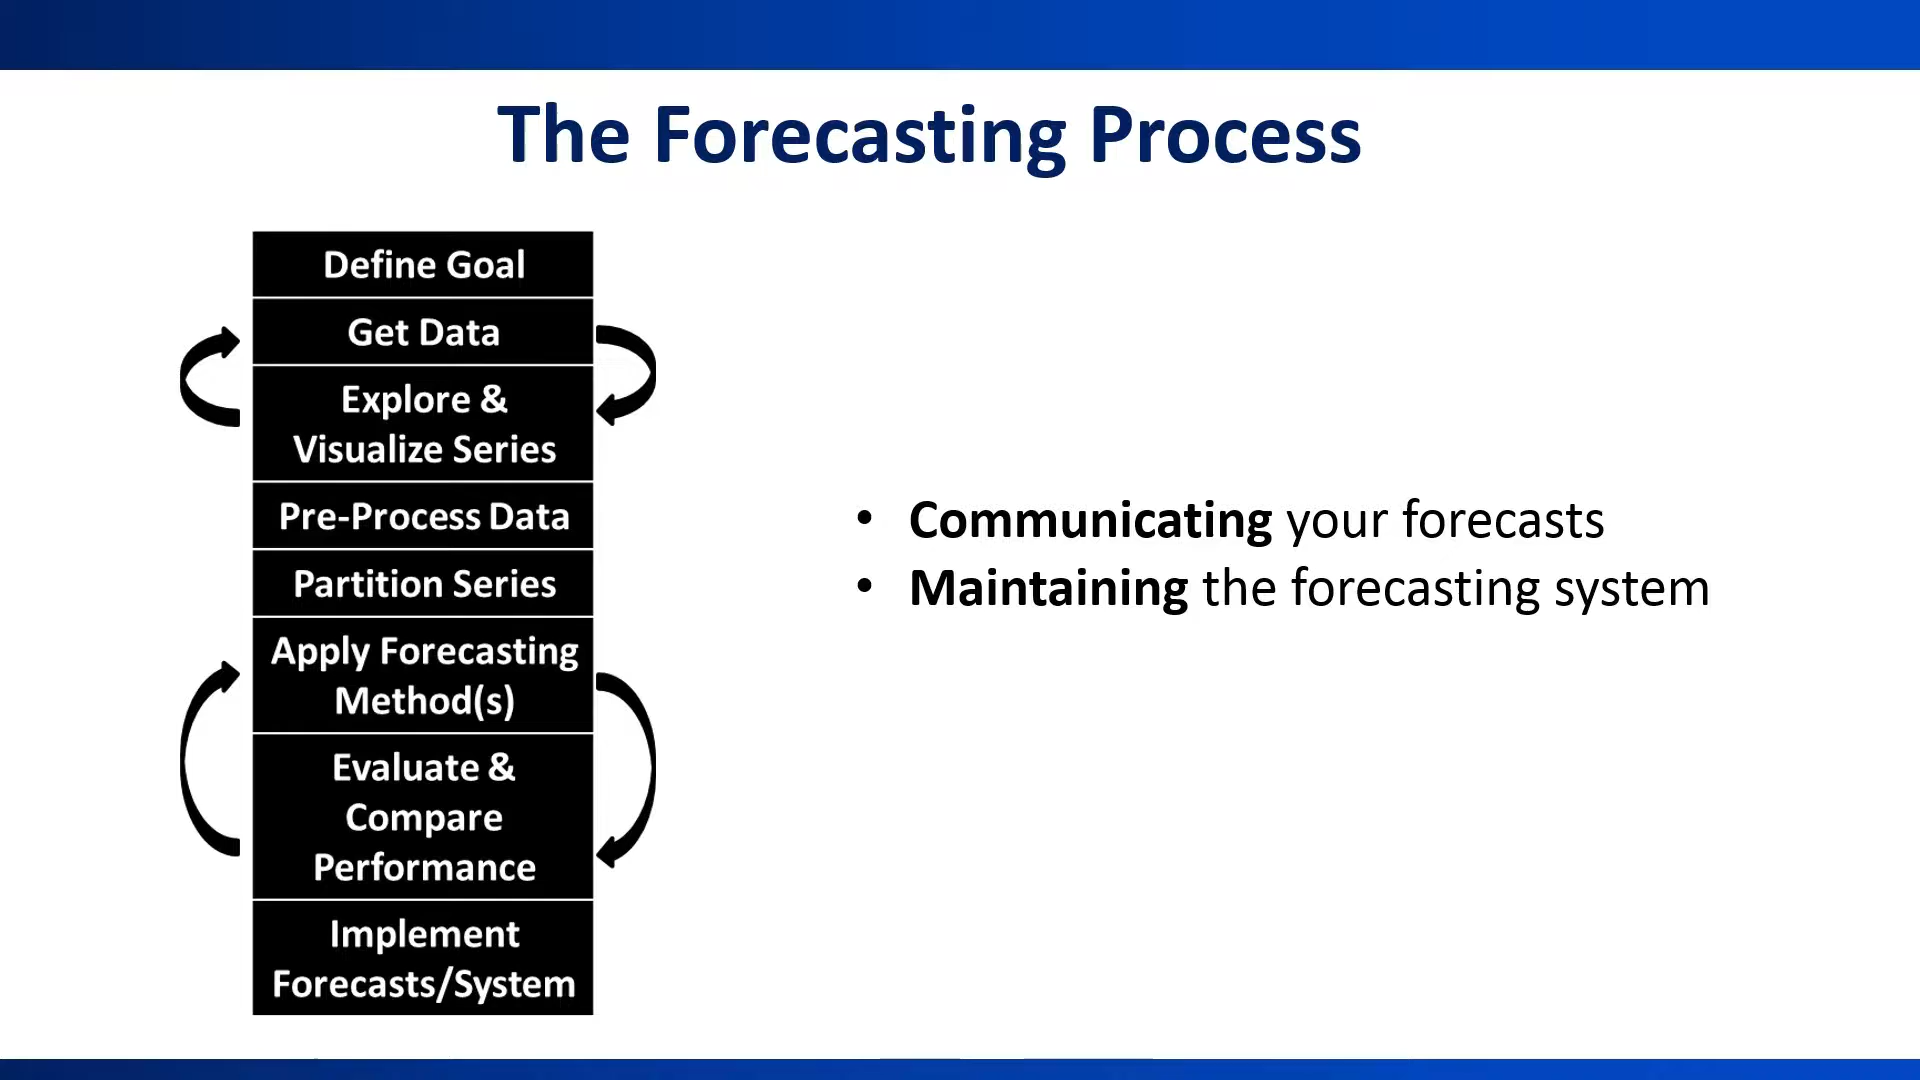 The Forecasting Process
Define Goal
Get Data
Explore &
Visualize Series
Pre-Process Data
Partition Series
Apply Forecasting
Method(s)
Evaluate &
Compare
Performance
Implement
Forecasts/System
• Communicating your forecasts
• Maintaining the forecasting system